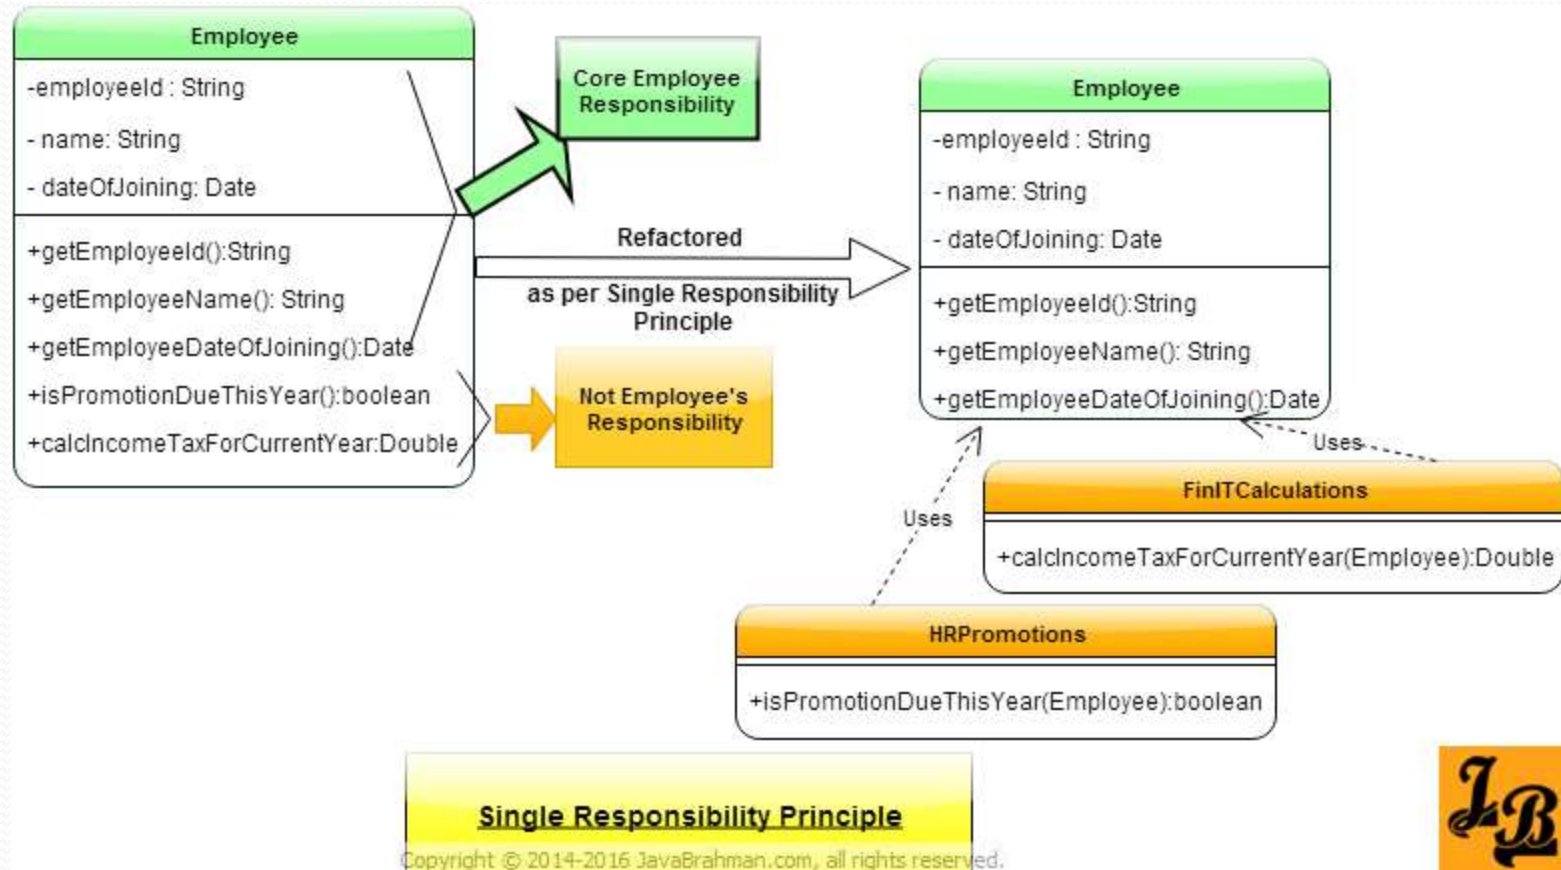 Employee
-employeeId : String
- name: String
- dateOfJoining: Date
+getEmployeeId():String
+getEmployeeName(): String
+getEmployeeDateOfJoining():Date
+isPromotionDueThisYear():boolean
+calcIncomeTaxForCurrentYear:Double
Core Employee
Responsibility
Refactored
as per Single Responsibility
Principle
Not Employee's
Responsibility
Employee
-employeeId : String
- name: String
- dateOfJoining: Date
+getEmployeeId():String
+getEmployeeName(): String
+getEmployeeDateOfJoining():Date
Uses
Uses
FinITCalculations
+calcIncomeTaxForCurrentYear(Employee):Double
HRPromotions
+isPromotionDueThisYear(Employee):boolean
Single Responsibility Principle
Copyright © 2014-2016 JavaBrahman.com, all rights reserved.
JB